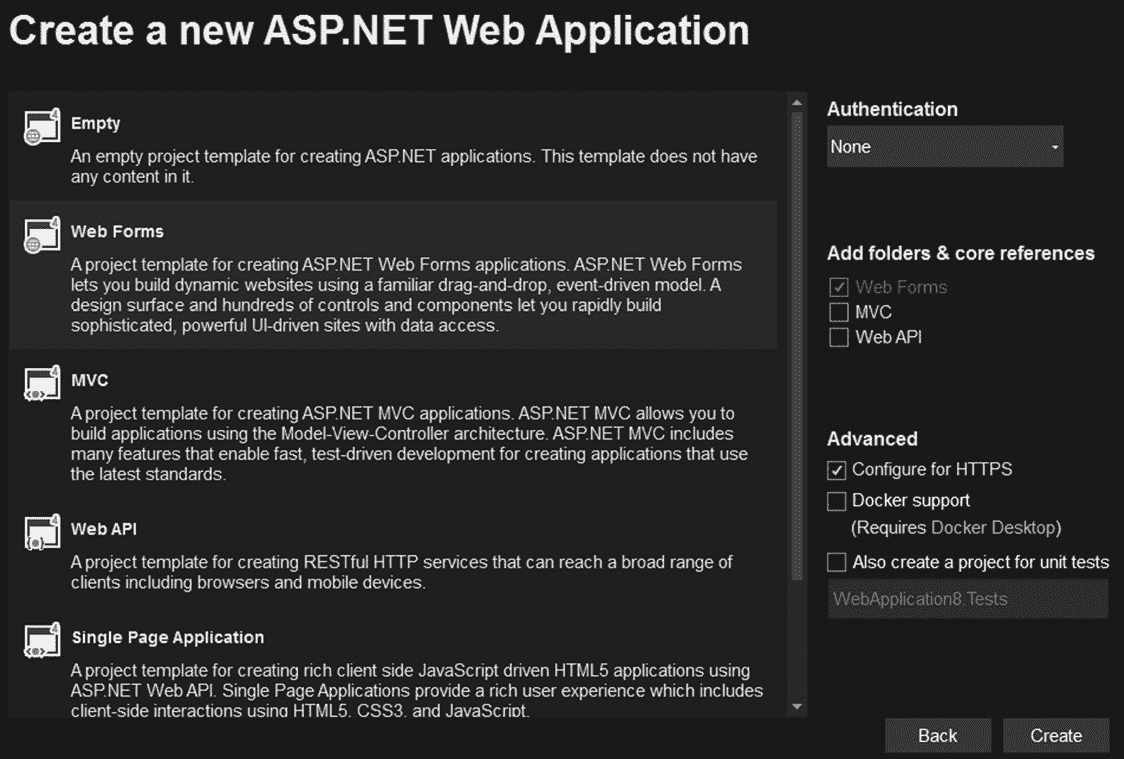 Create a new ASP.NET Web Application
Empty
An empty project template for creating ASP.NET applications. This template does not have
any content in it.
Web Forms
A project template for creating ASP.NET Web Forms applications. ASP.NET Web Forms
lets you build dynamic websites using a familiar drag-and-drop, event-driven model. A
design surface and hundreds of controls and components let you rapidly build
sophisticated, powerful UI-driven sites with data access.
MVC
A project template for creating ASP.NET MVC applications. ASP.NET MVC allows you to
build applications using the Model-View-Controller architecture. ASP.NET MVC includes
many features that enable fast, test-driven development for creating applications that use
the latest standards.
Web API
A project template for creating RESTful HTTP services that can reach a broad range of
clients including browsers and mobile devices.
Single Page Application
A project template for creating rich client side JavaScript driven HTML5 applications using
ASP.NET Web API. Single Page Applications provide a rich user experience which includes
client-side interactions using HTML5, CSS3, and JavaScript.
Authentication
None
Add folders & core references
Web Forms
MVC
Web API
Advanced
Configure for HTTPS
Docker support
(Requires Docker Desktop)
Also create a project for unit tests
WebApplication8.Tests
Back
Create